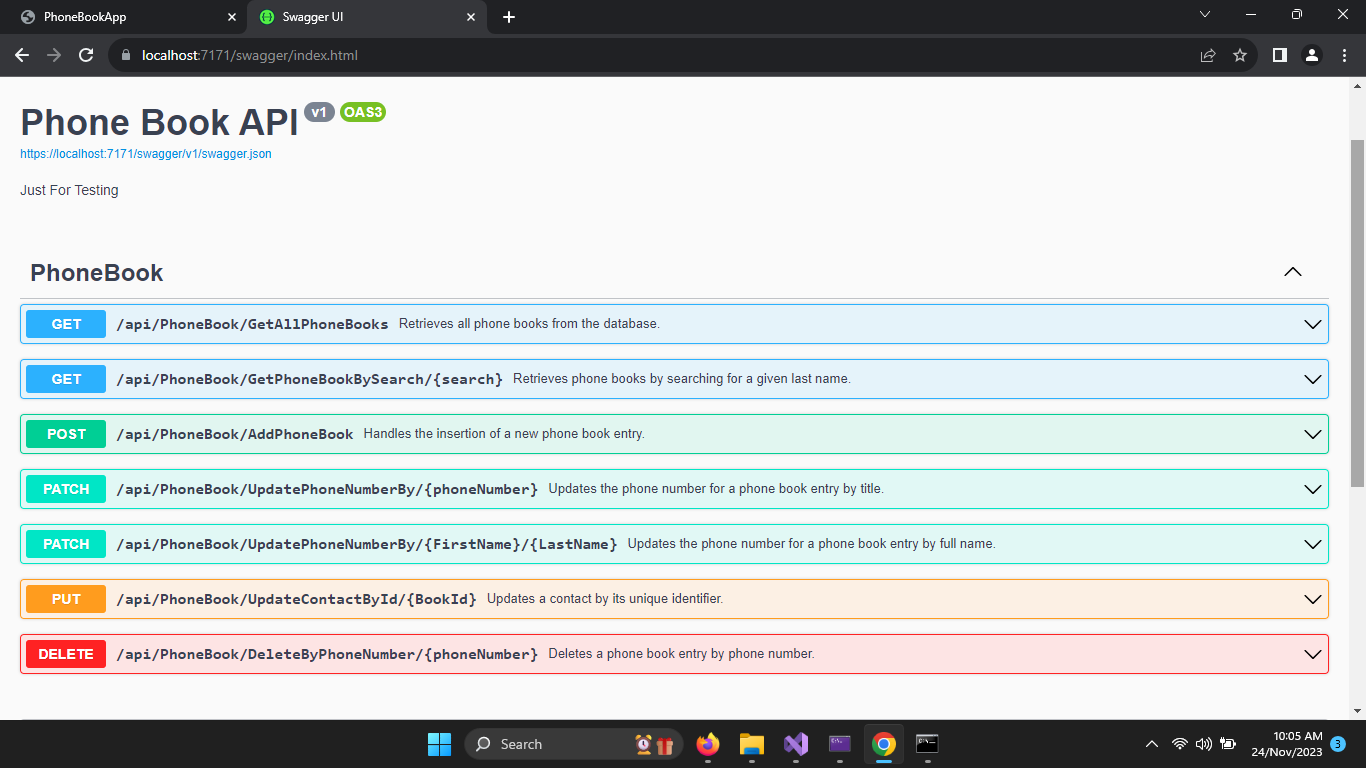 PhoneBookApp
Swagger UI
localhost:7171/swagger/index.html
Phone Book API v1 OAS3
https://localhost:7171/swagger/v1/swagger.json
Just For Testing
PhoneBook
GET /api/PhoneBook/GetAllPhoneBooks Retrieves all phone books from the database.
GET /api/PhoneBook/GetPhoneBookBySearch/{search} Retrieves phone books by searching for a given last name.
POST /api/PhoneBook/AddPhoneBook Handles the insertion of a new phone book entry.
PATCH /api/PhoneBook/UpdatePhoneNumberBy/{phoneNumber} Updates the phone number for a phone book entry by title.
PATCH /api/PhoneBook/UpdatePhoneNumberBy/{FirstName}/{LastName} Updates the phone number for a phone book entry by full name.
PUT /api/PhoneBook/UpdateContactById/{BookId} Updates a contact by its unique identifier.
DELETE /api/PhoneBook/DeleteByPhoneNumber/{phoneNumber} Deletes a phone book entry by phone number.
Search
10:05 AM
24/Nov/2023
3